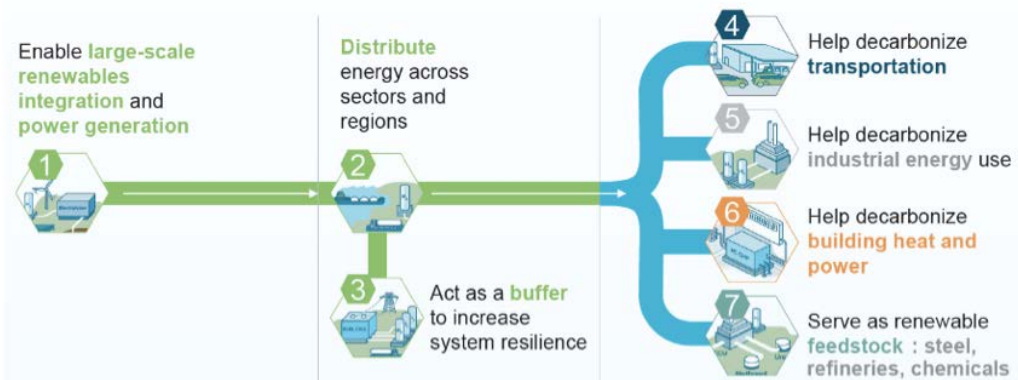 Enable large-scale
renewables
integration and
power generation
1
Distribute
energy across
sectors and
regions
2
3
Act as a buffer
to increase
system resilience
4
Help decarbonize
transportation
5
Help decarbonize
industrial energy use
6
Help decarbonize
building heat and
power
7
Serve as renewable
feedstock : steel,
refineries, chemicals